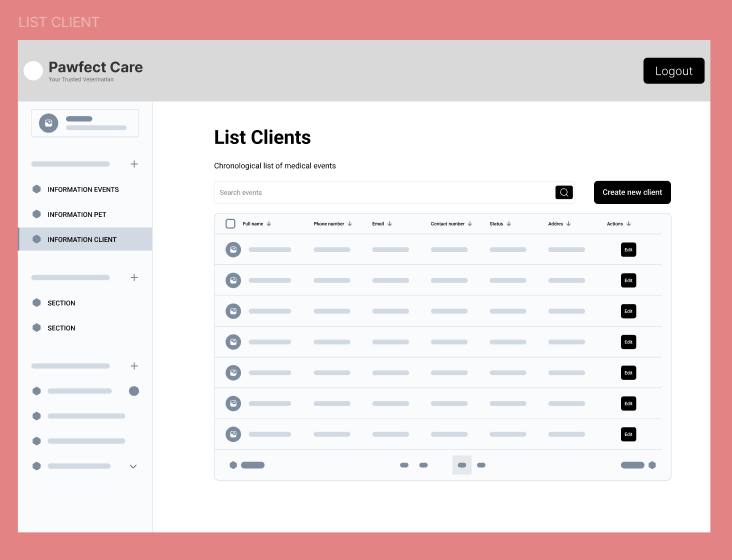 LIST CLIENT
Pawfect Care
Your Trusted Veterinarian
Logout
INFORMATION EVENTS
INFORMATION PET
INFORMATION CLIENT
SECTION
SECTION
List Clients
Chronological list of medical events
Search events
Create new client
Full name Phone number Email Contact number Status Addres Actions
Edit
Edit
Edit
Edit
Edit
Edit
Edit